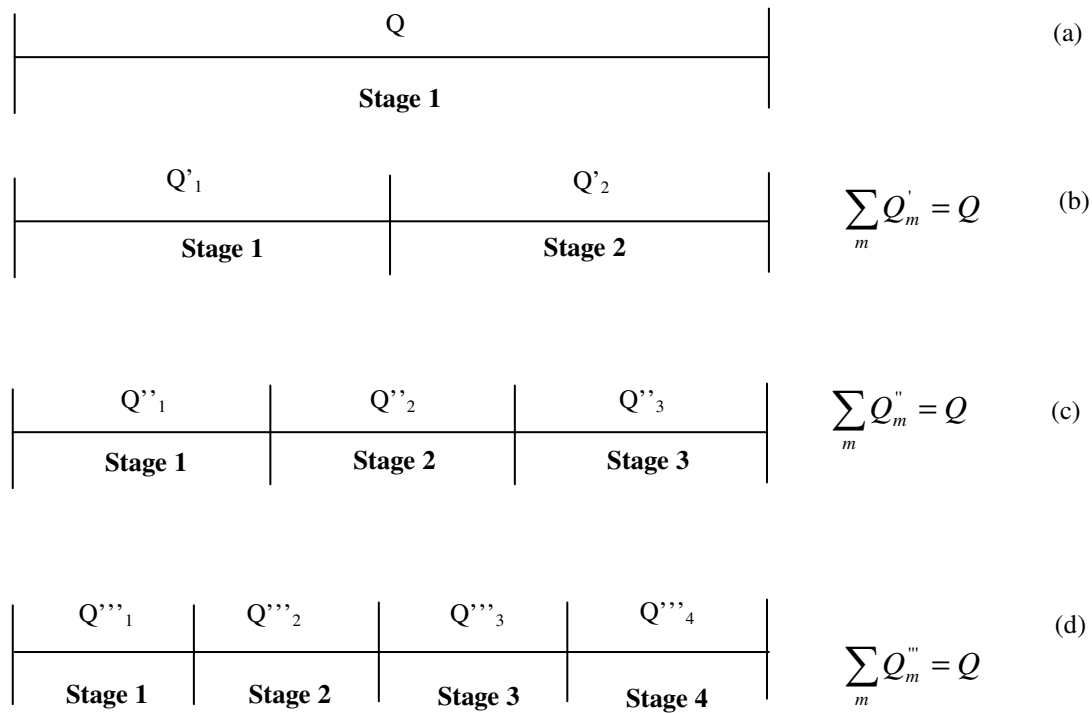 Q (a)
Stage 1
Q’₁ Q’₂ ∑ₘ Q'ₘ = Q (b)
Stage 1 Stage 2
Q’’₁ Q’’₂ Q’’₃ ∑ₘ Q''ₘ = Q (c)
Stage 1 Stage 2 Stage 3
Q’’’₁ Q’’’₂ Q’’’₃ Q’’’₄ (d)
Stage 1 Stage 2 Stage 3 Stage 4 ∑ₘ Q'''ₘ = Q